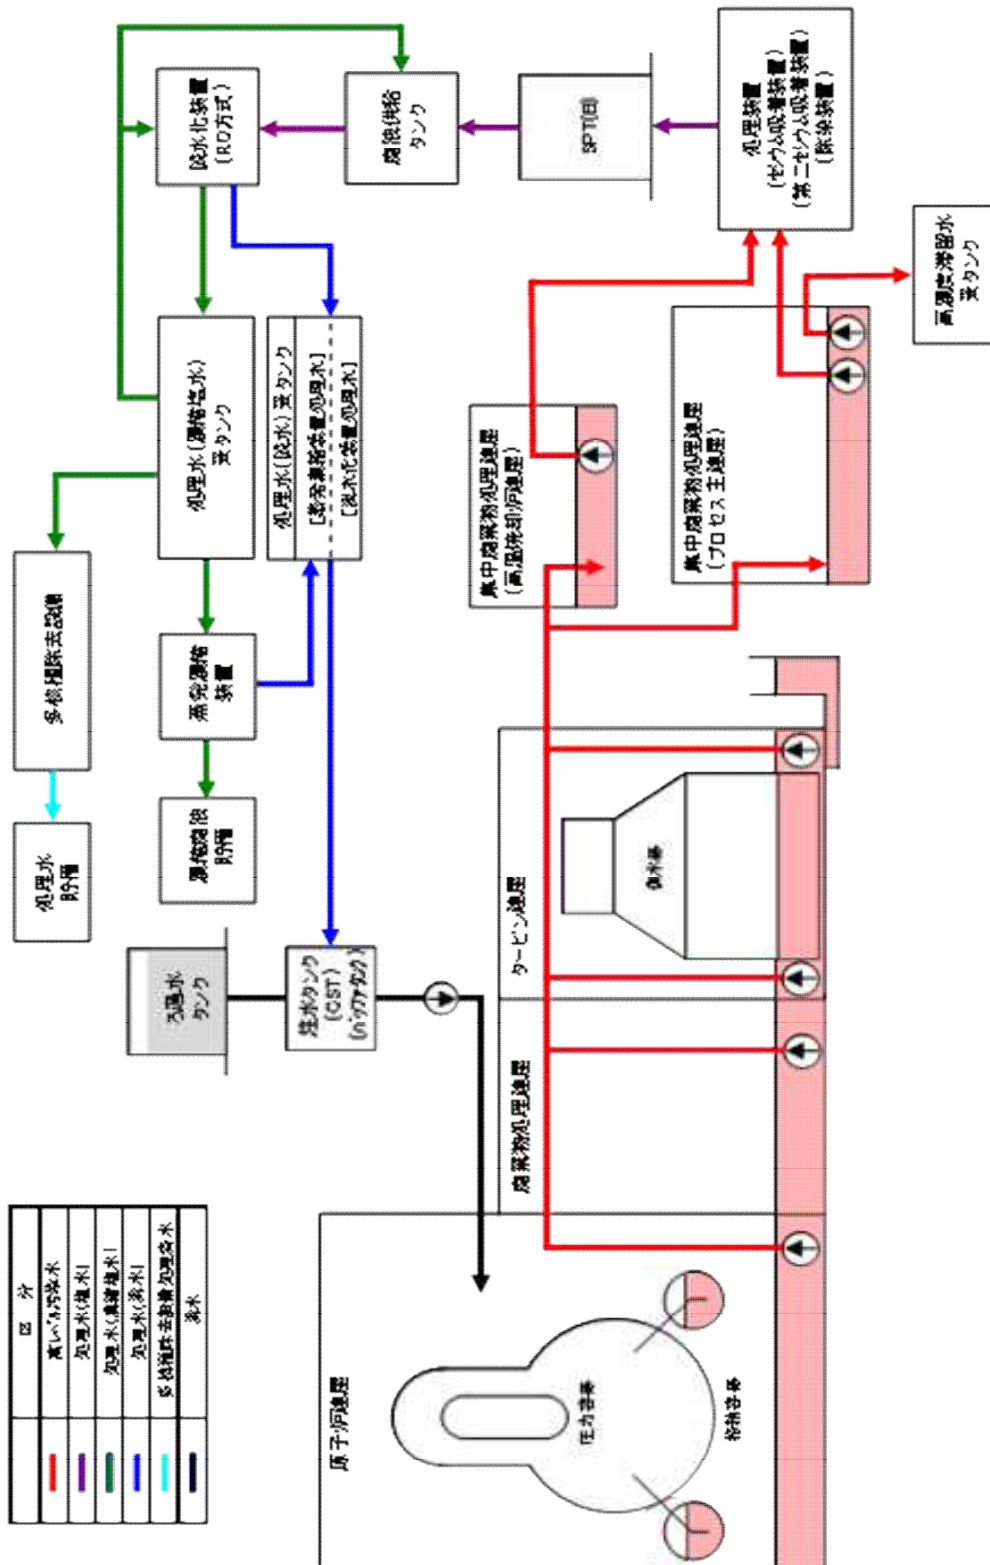 区 分
高レベル汚染水
処理水(塩水)
処理水(濃縮塩水)
処理水(淡水)
多核種除去設備処理済水
淡水
原子炉建屋
圧力容器
格納容器
廃棄物処理建屋
タービン建屋
復水器
ろ過水
タンク
注水タンク
(CST)
(バッファタンク)
処理水
貯槽
多核種除去設備
濃縮廃液
貯槽
蒸発濃縮
装置
処理水(濃縮塩水)
受タンク
処理水(淡水)受タンク
[蒸発濃縮装置処理水]
[淡水化装置処理水]
淡水化装置
(RO方式)
廃液供給
タンク
SPT(B)
処理装置
(セシウム吸着装置)
(第二セシウム吸着装置)
(除染装置)
集中廃棄物処理建屋
(高温焼却炉建屋)
集中廃棄物処理建屋
(プロセス主建屋)
高濃度滞留水
受タンク